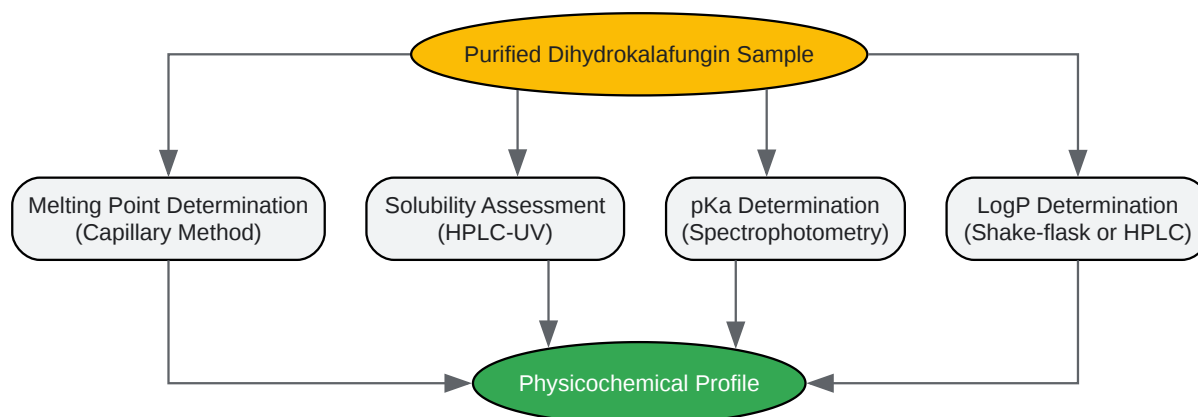 Purified Dihydrokalafungin Sample
Melting Point Determination
(Capillary Method)
Solubility Assessment
(HPLC-UV)
pKa Determination
(Spectrophotometry)
LogP Determination
(Shake-flask or HPLC)
Physicochemical Profile